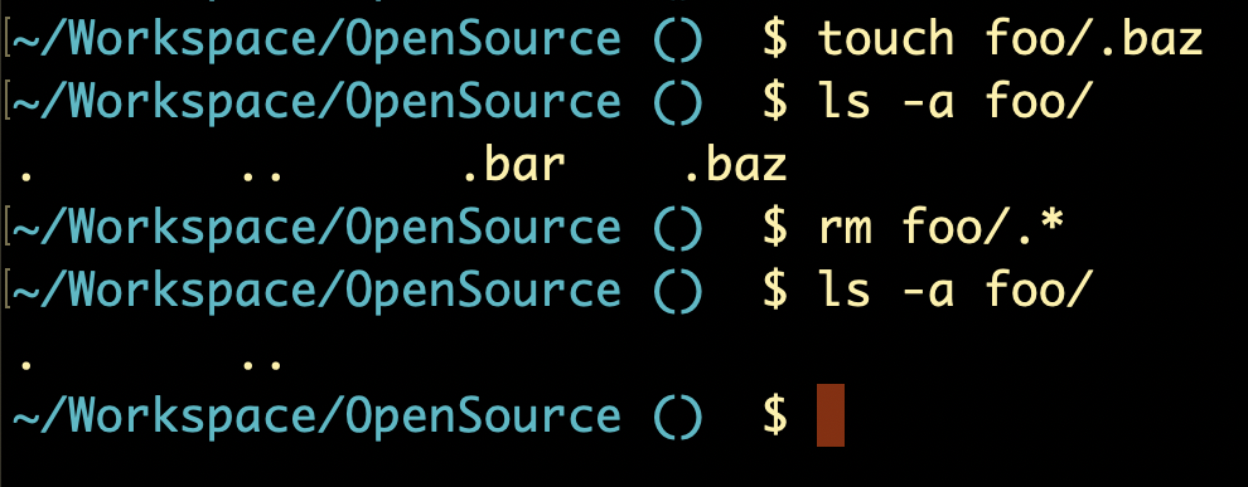 [~/Workspace/OpenSource () $ touch foo/.baz
[~/Workspace/OpenSource () $ ls -a foo/
. .. .bar .baz
[~/Workspace/OpenSource () $ rm foo/.*
[~/Workspace/OpenSource () $ ls -a foo/
. ..
~/Workspace/OpenSource () $